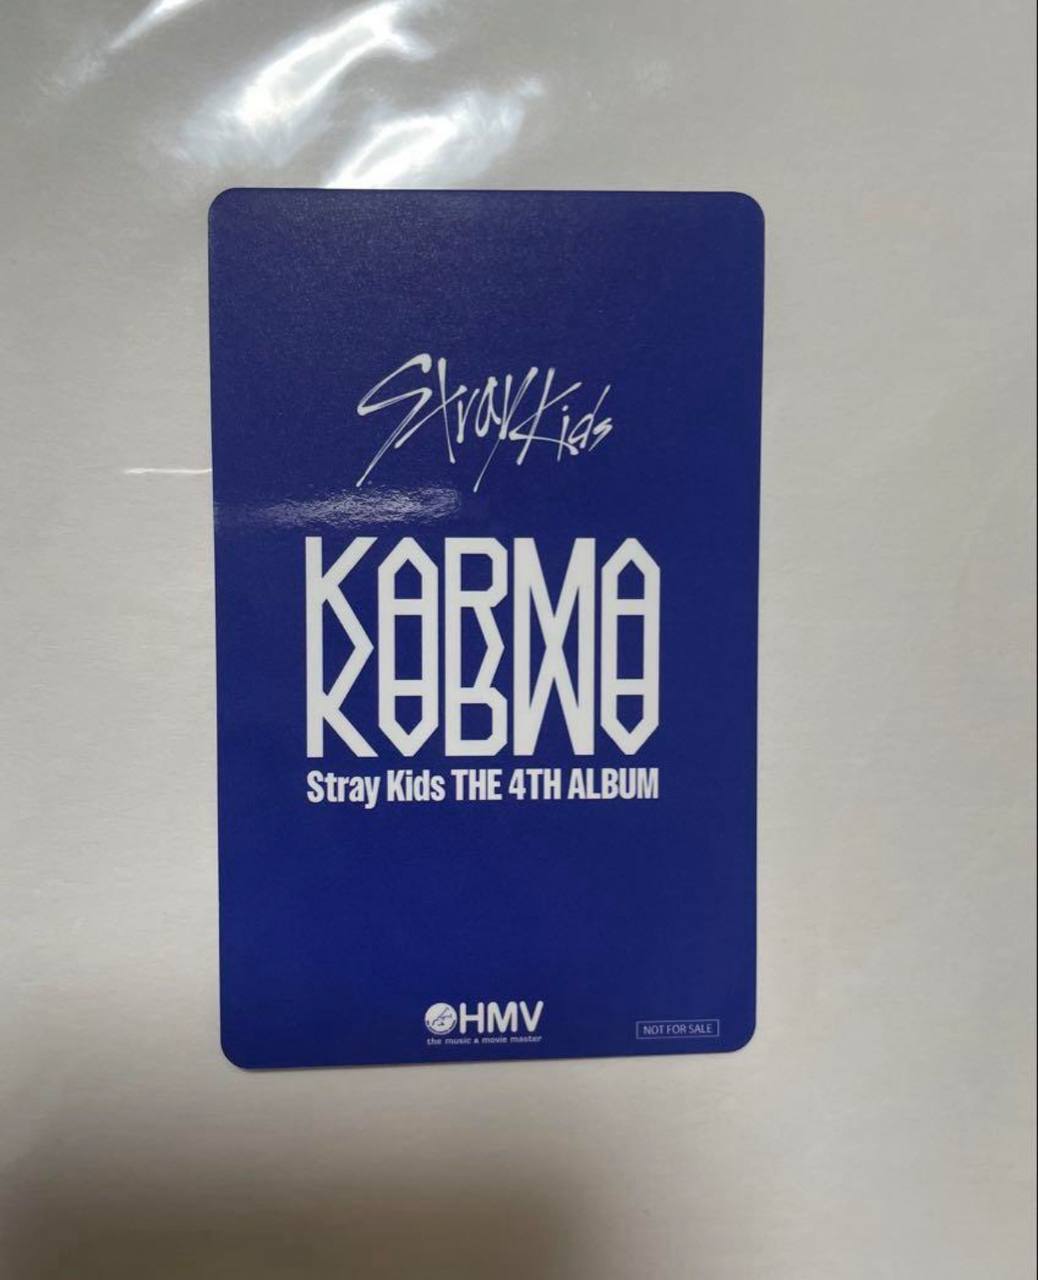 Stray Kids
KARMA
Stray Kids THE 4TH ALBUM
HMV
the music & movie master
NOT FOR SALE